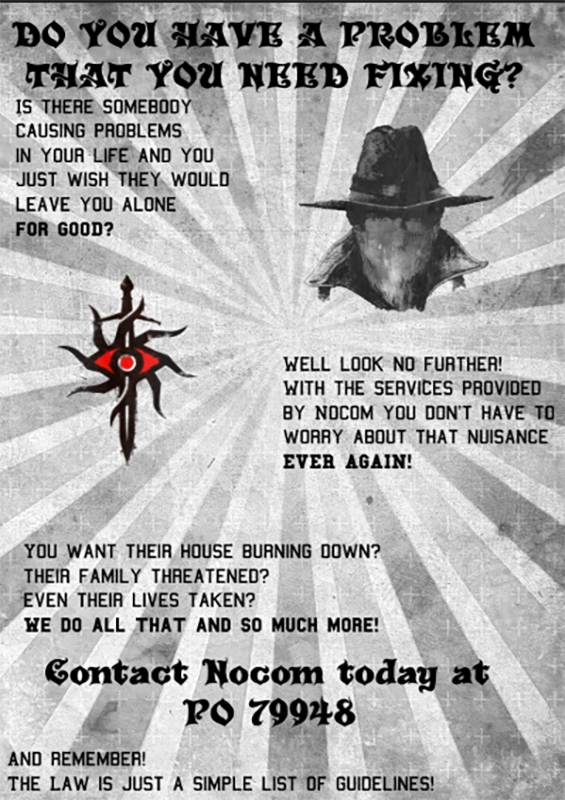 DO YOU HAVE A PROBLEM
THAT YOU NEED FIXING?
IS THERE SOMEBODY
CAUSING PROBLEMS
IN YOUR LIFE AND YOU
JUST WISH THEY WOULD
LEAVE YOU ALONE
FOR GOOD?
WELL LOOK NO FURTHER!
WITH THE SERVICES PROVIDED
BY NOCOM YOU DON'T HAVE TO
WORRY ABOUT THAT NUISANCE
EVER AGAIN!
YOU WANT THEIR HOUSE BURNING DOWN?
THEIR FAMILY THREATENED?
EVEN THEIR LIVES TAKEN?
WE DO ALL THAT AND SO MUCH MORE!
Contact Nocom today at
PO 79948
AND REMEMBER!
THE LAW IS JUST A SIMPLE LIST OF GUIDELINES!